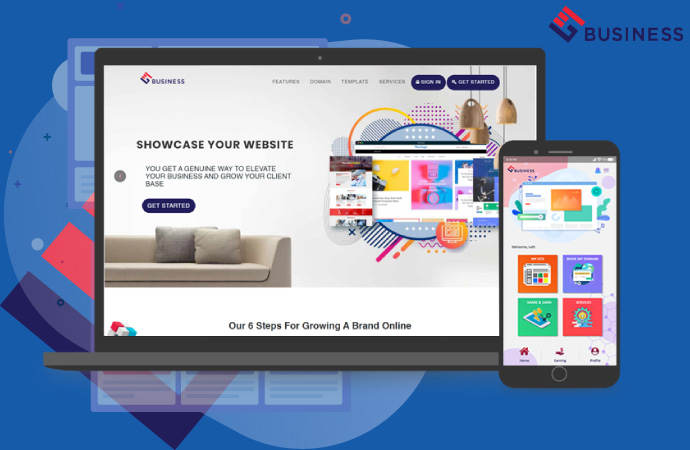 BUSINESS
BUSINESS
FEATURES DOMAIN TEMPLATE SERVICES SIGN IN GET STARTED
SHOWCASE YOUR WEBSITE
YOU GET A GENUINE WAY TO ELEVATE
YOUR BUSINESS AND GROW YOUR CLIENT
BASE
GET STARTED
Our 6 Steps For Growing A Brand Online
BUSINESS
MY SITE BOOK MY DOMAIN
SHARE & EARN SERVICES
Home Earning Profile